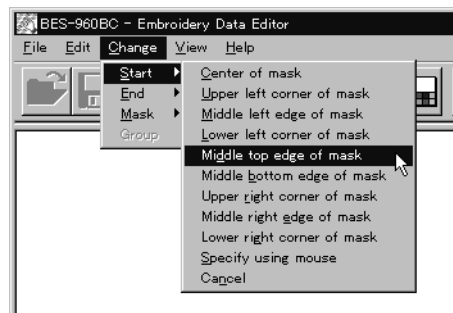 BES-960BC - Embroidery Data Editor
File Edit Change View Help
Start
End
Mask
Group
Center of mask
Upper left corner of mask
Middle left edge of mask
Lower left corner of mask
Middle top edge of mask
Middle bottom edge of mask
Upper right corner of mask
Middle right edge of mask
Lower right corner of mask
Specify using mouse
Cancel